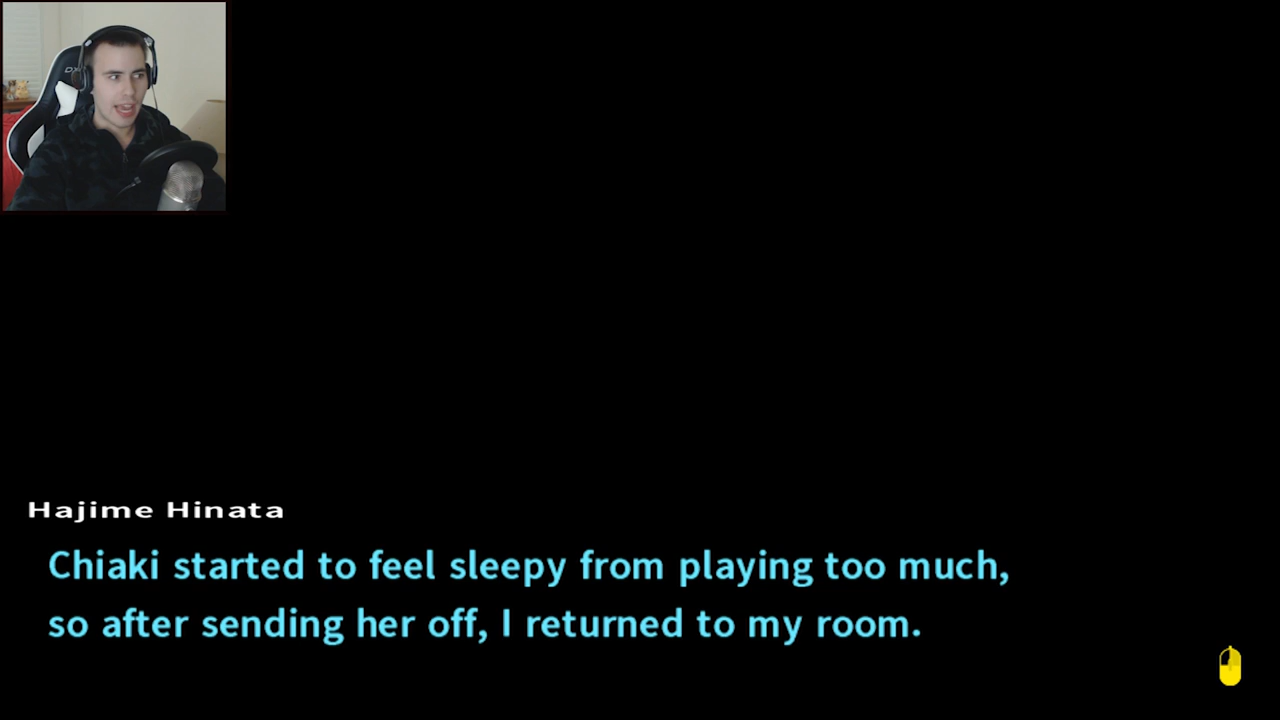 Hajime Hinata
Chiaki started to feel sleepy from playing too much,
so after sending her off, I returned to my room.